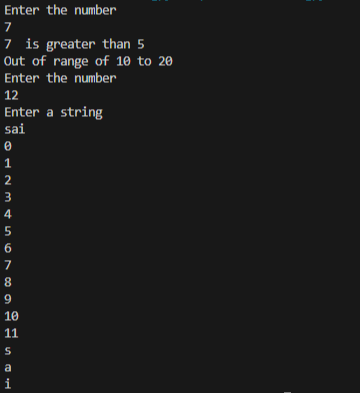 Enter the number
7
7  is greater than 5
Out of range of 10 to 20
Enter the number
12
Enter a string
sai
0
1
2
3
4
5
6
7
8
9
10
11
s
a
i